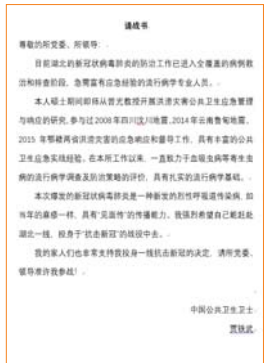 请战书
尊敬的所党委、所领导：
目前湖北的新冠状病毒肺炎的防治工作已进入全覆盖的病例救
治和排查阶段，急需富有应急经验的流行病学专业人员。
本人硕士期间即师从曾光教授开展洪涝灾害公共卫生应急管理
与响应的研究，参与过2008年四川汶川地震、2014年云南鲁甸地震、
2015年鄂赣两省洪涝灾害的应急响应和督导工作，具有丰富的公共
卫生应急实践经验，在本所工作以来，一直致力于血吸虫病等寄生虫
病的流行病学调查及防治策略的评价，具有扎实的流行病学基础。
本次爆发的新冠状病毒肺炎是一种新发的烈性呼吸道传染病，如
当年的麻疹一样，具有“见面传”的传播能力。我强烈希望自己能赶赴
湖北一线，投身于“抗击新冠”的战役中去。
我的家人们也非常支持我投身一线抗击新冠的决定，请所党委、
领导准许我参战！
中国公共卫生卫士
贾铁武